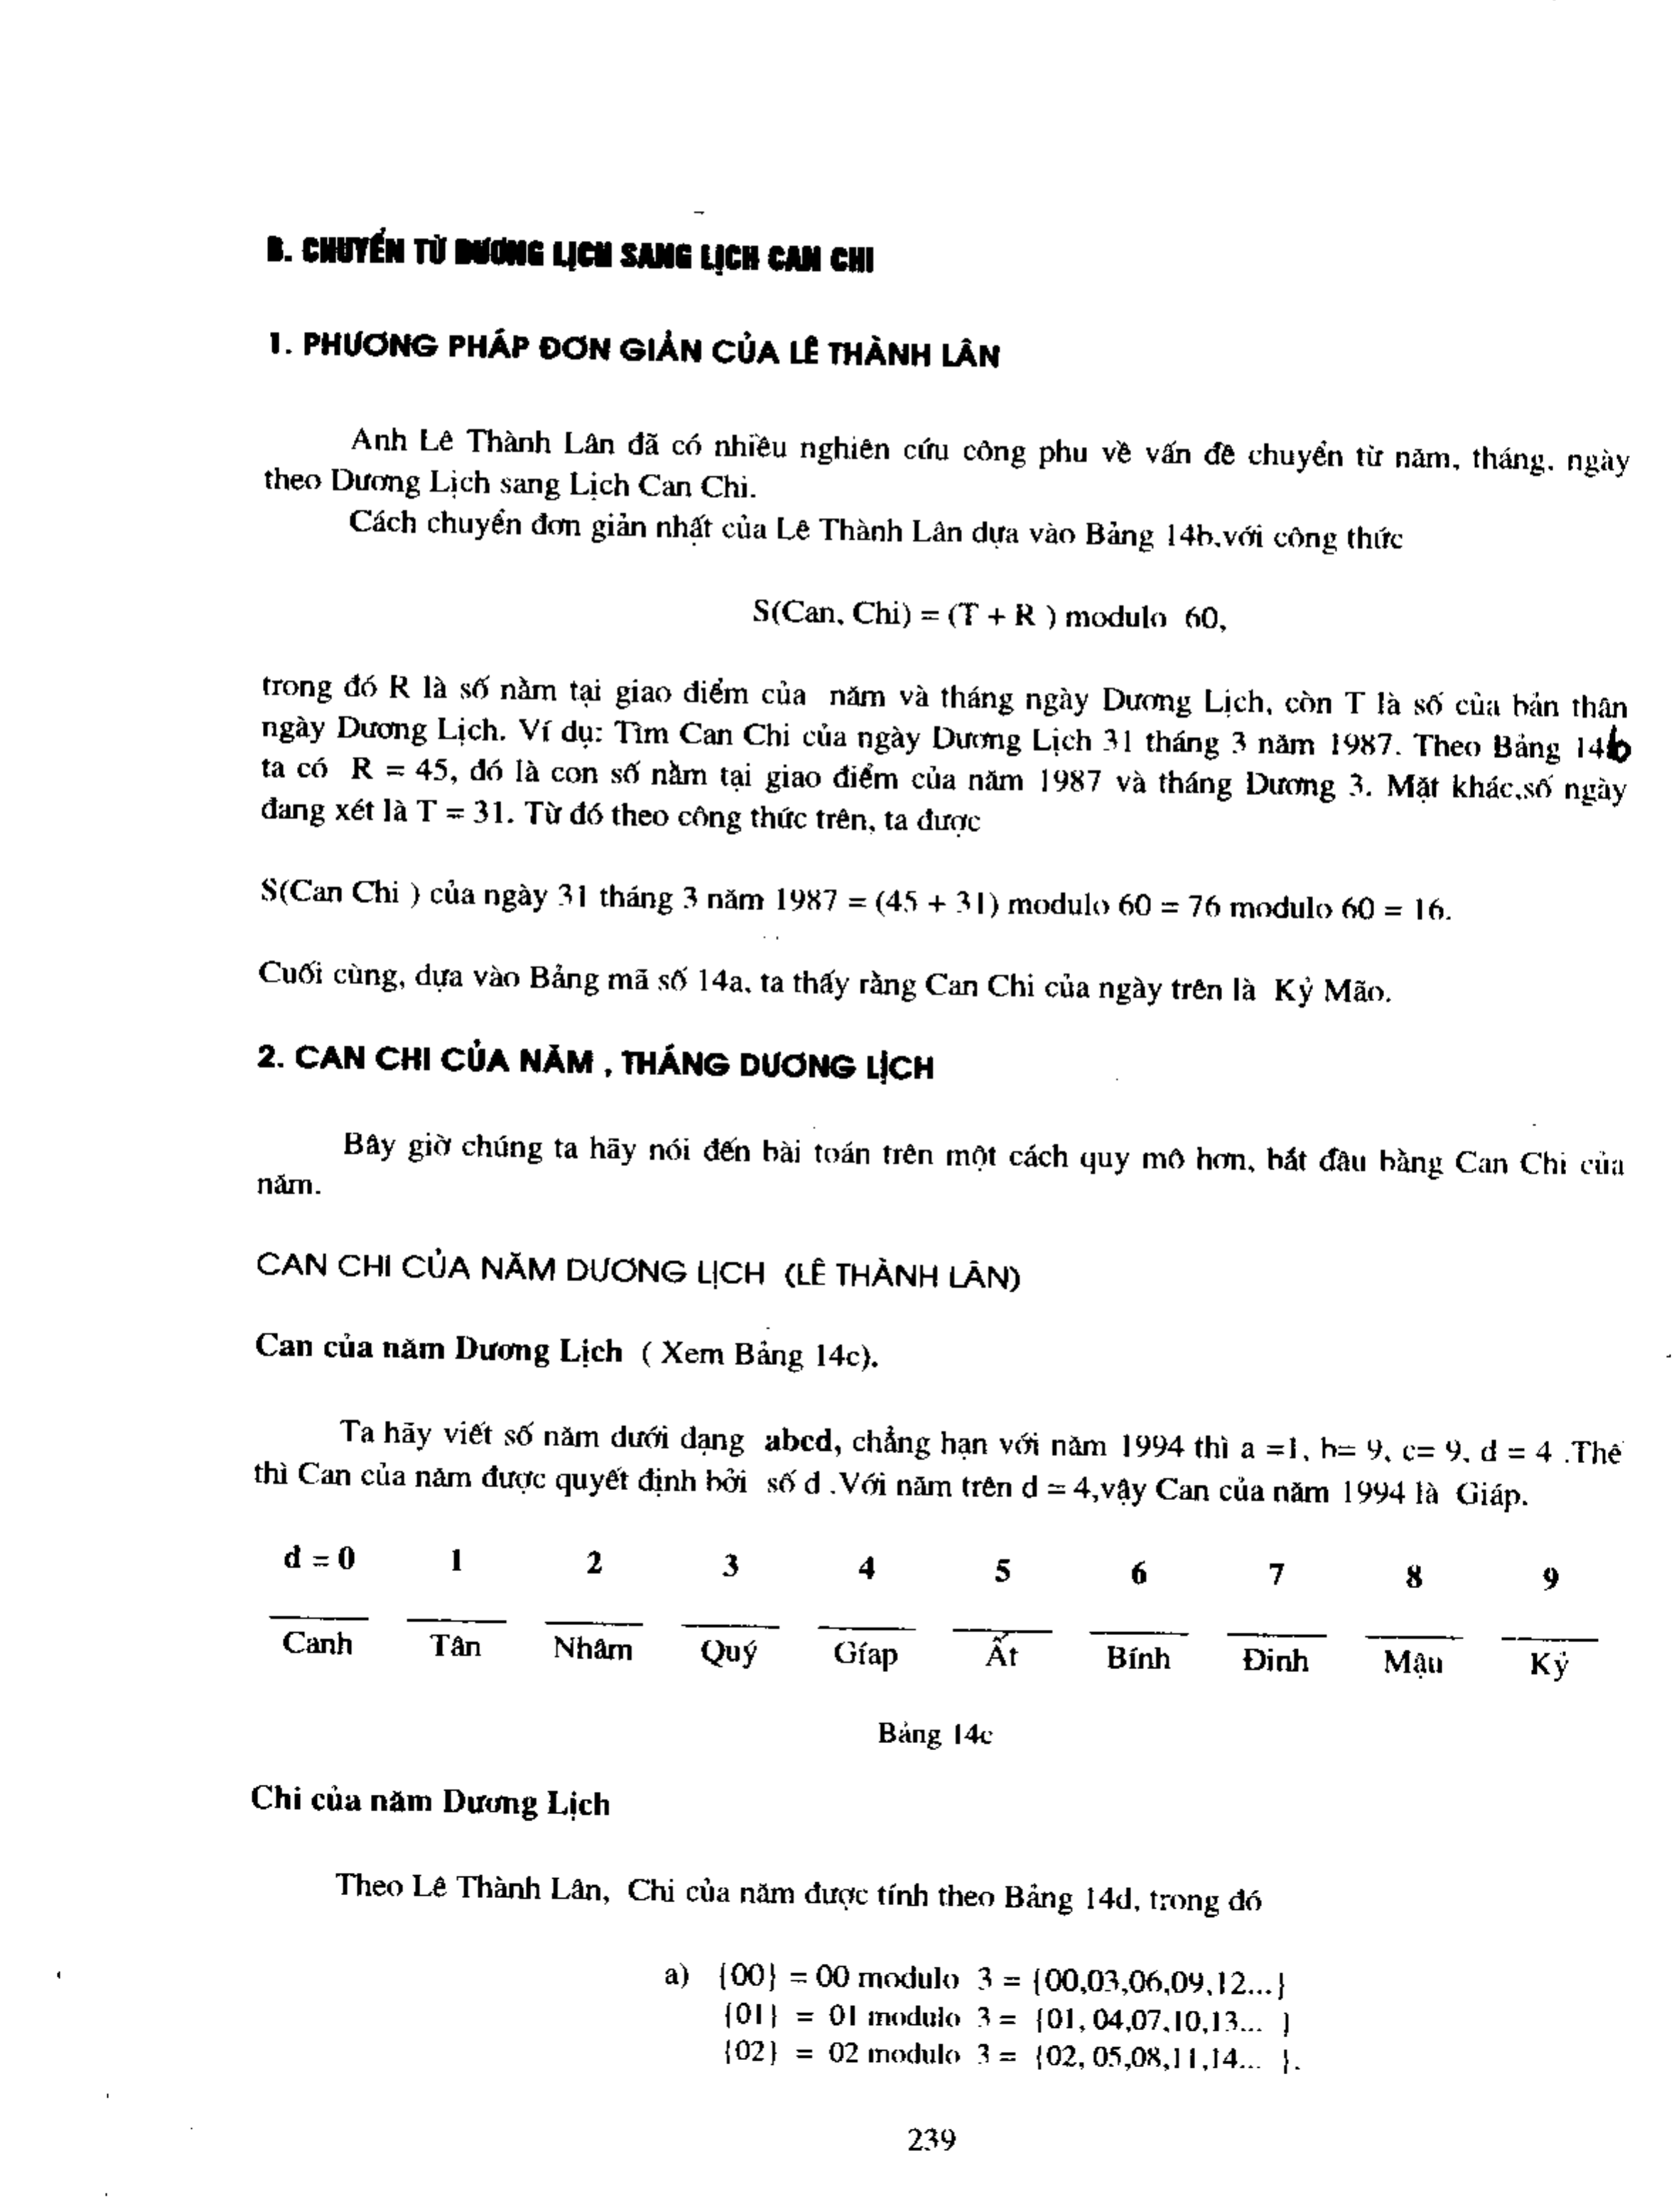 B. CHUYỂN TỪ DƯƠNG LỊCH SANG LỊCH CAN CHI
1. PHƯƠNG PHÁP ĐƠN GIẢN CỦA LÊ THÀNH LÂN
Anh Lê Thành Lân đã có nhiều nghiên cứu công phu về vấn đề chuyển từ năm, tháng, ngày
theo Dương Lịch sang Lịch Can Chi.
Cách chuyển đơn giản nhất của Lê Thành Lân dựa vào Bảng 14b,với công thức
S(Can, Chi) = (T + R ) modulo 60,
trong đó R là số nằm tại giao điểm của năm và tháng ngày Dương Lịch, còn T là số của bản thân
ngày Dương Lịch. Ví dụ: Tìm Can Chi của ngày Dương Lịch 31 tháng 3 năm 1987. Theo Bảng 14b
ta có R = 45, đó là con số nằm tại giao điểm của năm 1987 và tháng Dương 3. Mặt khác,số ngày
đang xét là T = 31. Từ đó theo công thức trên, ta được
S(Can Chi ) của ngày 31 tháng 3 năm 1987 = (45 + 31) modulo 60 = 76 modulo 60 = 16.
Cuối cùng, dựa vào Bảng mã số 14a, ta thấy rằng Can Chi của ngày trên là Kỷ Mão.
2. CAN CHI CỦA NĂM , THÁNG DƯƠNG LỊCH
Bây giờ chúng ta hãy nói đến bài toán trên một cách quy mô hơn, bắt đầu bằng Can Chi của
năm.
CAN CHI CỦA NĂM DƯƠNG LỊCH (LÊ THÀNH LÂN)
Can của năm Dương Lịch ( Xem Bảng 14c).
Ta hãy viết số năm dưới dạng abcd, chẳng hạn với năm 1994 thì a =1, b= 9, c= 9, d = 4 .Thế
thì Can của năm được quyết định bởi số d .Với năm trên d = 4,vậy Can của năm 1994 là Giáp.
d = 0 1 2 3 4 5 6 7 8 9
Canh Tân Nhâm Quý Gíap Ất Bính Đinh Mậu Kỷ
Bảng 14c
Chi của năm Dương Lịch
Theo Lê Thành Lân, Chi của năm được tính theo Bảng 14d, trong đó
a) {00} = 00 modulo 3 = {00,03,06,09,12...}
{01} = 01 modulo 3 = {01, 04,07,10,13... }
{02} = 02 modulo 3 = {02, 05,08,11,14... }.
239